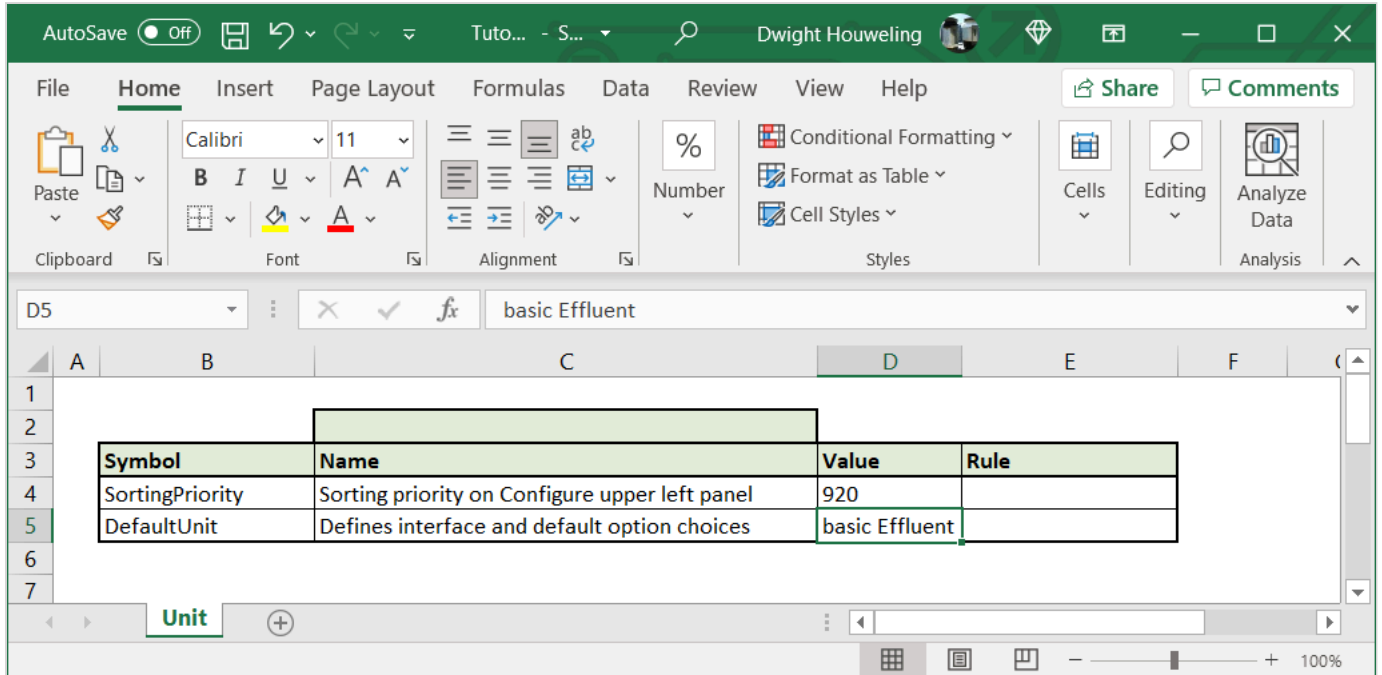 AutoSave Off Tuto... - S... Dwight Houweling
File Home Insert Page Layout Formulas Data Review View Help Share Comments
Paste
Clipboard
Calibri 11
B I U A A A
Font
ab
Alignment
%
Number
Conditional Formatting
Format as Table
Cell Styles
Styles
Cells
Editing
Analyze
Data
Analysis
D5 fx basic Effluent
A B C D E F
1
2
3 Symbol Name Value Rule
4 SortingPriority Sorting priority on Configure upper left panel 920
5 DefaultUnit Defines interface and default option choices basic Effluent
6
7
Unit
100%